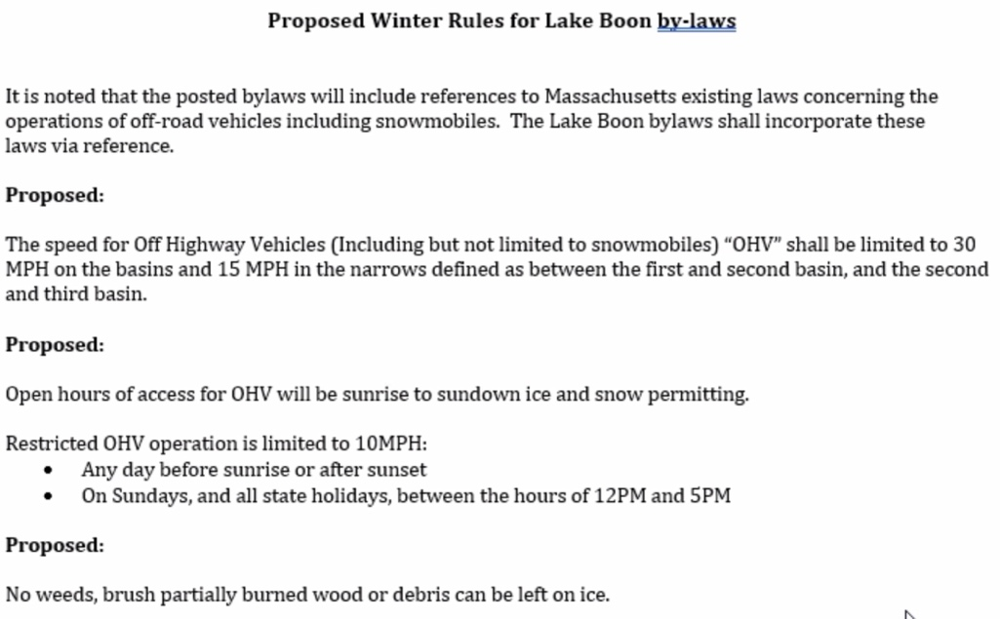 Proposed Winter Rules for Lake Boon by-laws
It is noted that the posted bylaws will include references to Massachusetts existing laws concerning the
operations of off-road vehicles including snowmobiles.  The Lake Boon bylaws shall incorporate these
laws via reference.
Proposed:
The speed for Off Highway Vehicles (Including but not limited to snowmobiles) “OHV” shall be limited to 30
MPH on the basins and 15 MPH in the narrows defined as between the first and second basin, and the second
and third basin.
Proposed:
Open hours of access for OHV will be sunrise to sundown ice and snow permitting.
Restricted OHV operation is limited to 10MPH:
• Any day before sunrise or after sunset
• On Sundays, and all state holidays, between the hours of 12PM and 5PM
Proposed:
No weeds, brush partially burned wood or debris can be left on ice.